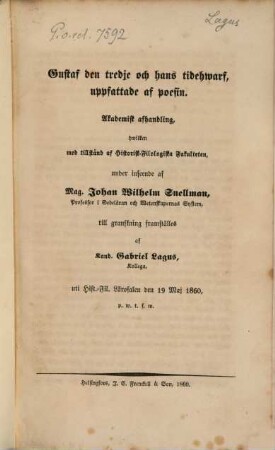 Lagus
P.o.rel. 7592
Gustaf den tredje och hans tidehwarf,
uppfattade af poesin.
Akademisk afhandling,
hwilken
med tillstånd af Historisk-Filologiska Fakulteten,
under inseende af
Mag. Johan Wilhelm Snellman,
Professor i Sedeläran och Wetenskapernas System,
till granskning framställes
af
Kand. Gabriel Lagus,
Kollega,
uti Hist.-Fil. Lärosalen den 19 Maj 1860,
p. w. t. f. m.
Helsingfors, J. C. Frenckell & Son, 1860.